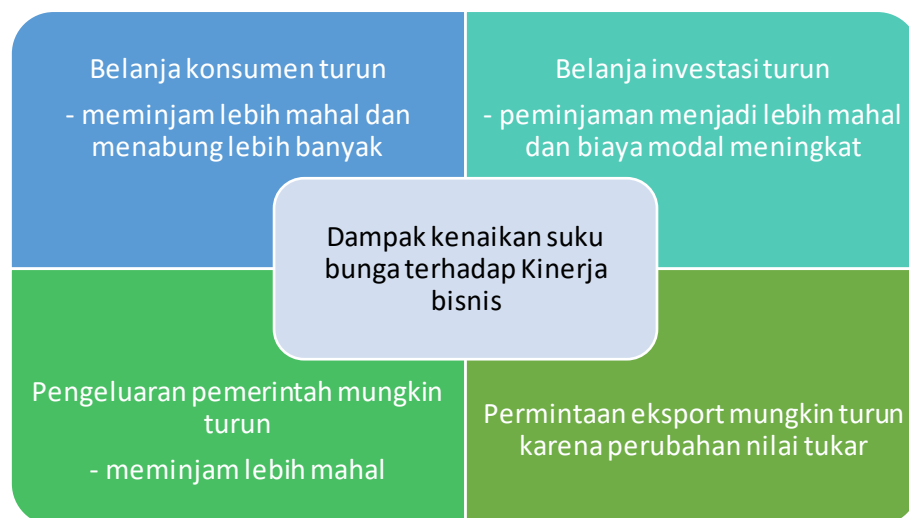 Belanja konsumen turun
- meminjam lebih mahal dan
menabung lebih banyak
Belanja investasi turun
- peminjaman menjadi lebih mahal
dan biaya modal meningkat
Dampak kenaikan suku
bunga terhadap Kinerja
bisnis
Pengeluaran pemerintah mungkin
turun
- meminjam lebih mahal
Permintaan eksport mungkin turun
karena perubahan nilai tukar